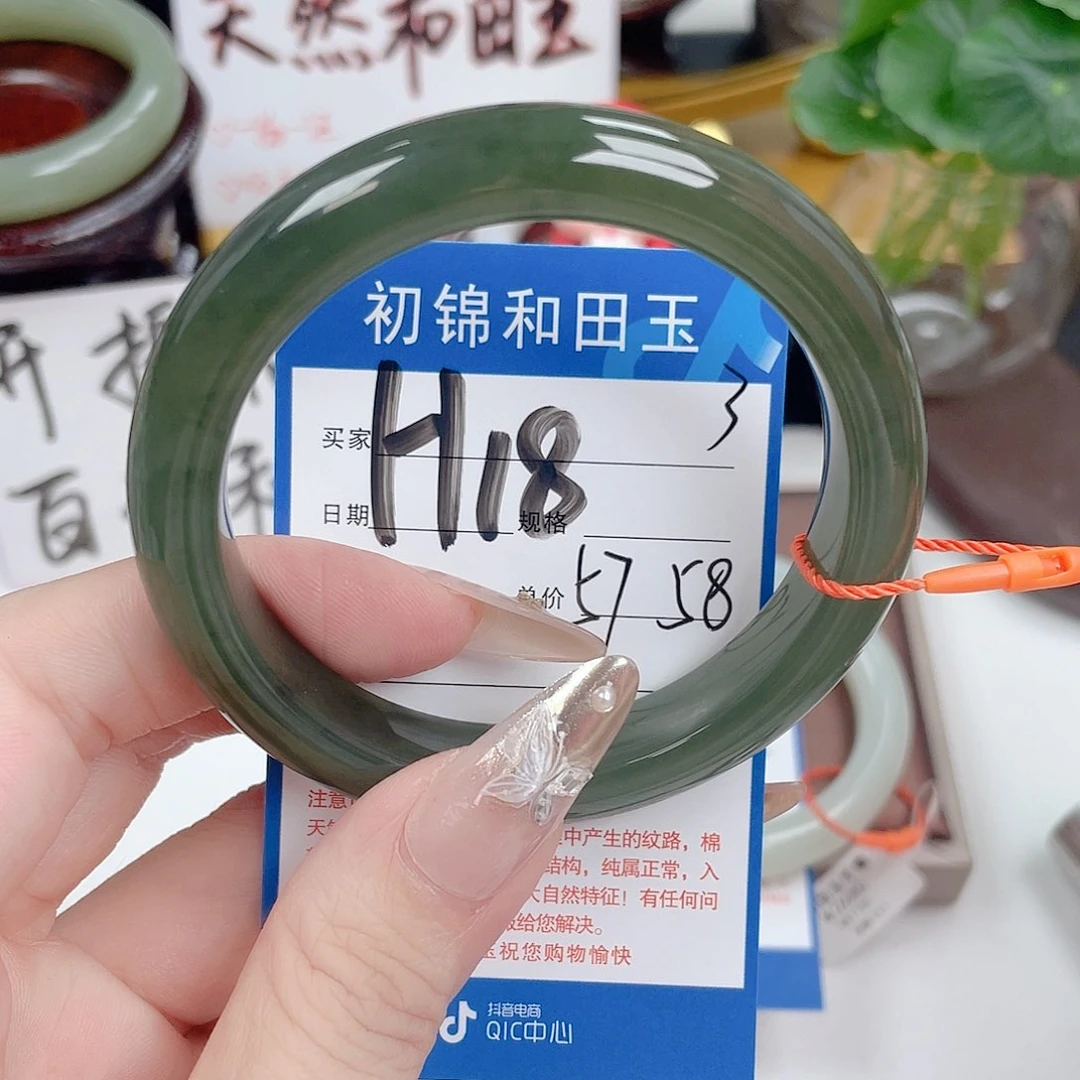 天然和田玉
开
百
初锦和田玉
3
买家 H18
日期 规格
单价 57 58
注意
中产生的纹路，棉
结构，纯属正常，入
大自然特征！有任何问
给您解决。
玉祝您购物愉快
抖音电商
QIC中心